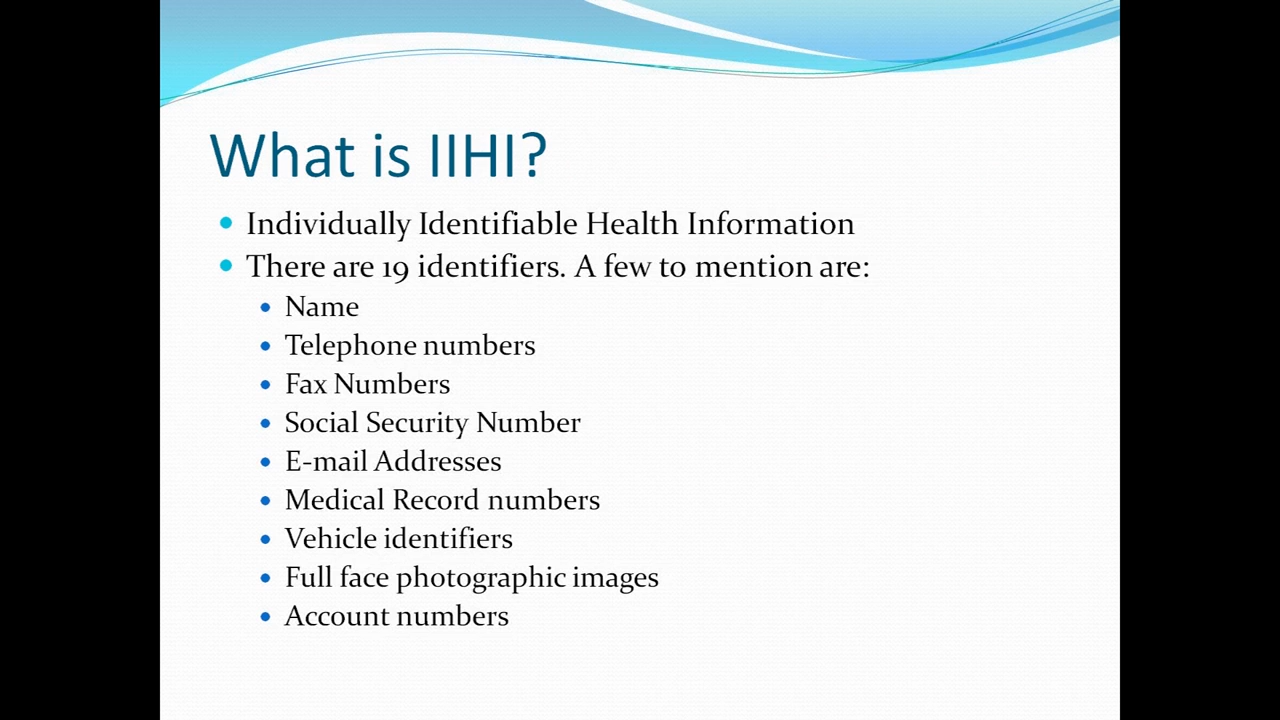 What is IIHI?
Individually Identifiable Health Information
There are 19 identifiers. A few to mention are:
Name
Telephone numbers
Fax Numbers
Social Security Number
E-mail Addresses
Medical Record numbers
Vehicle identifiers
Full face photographic images
Account numbers